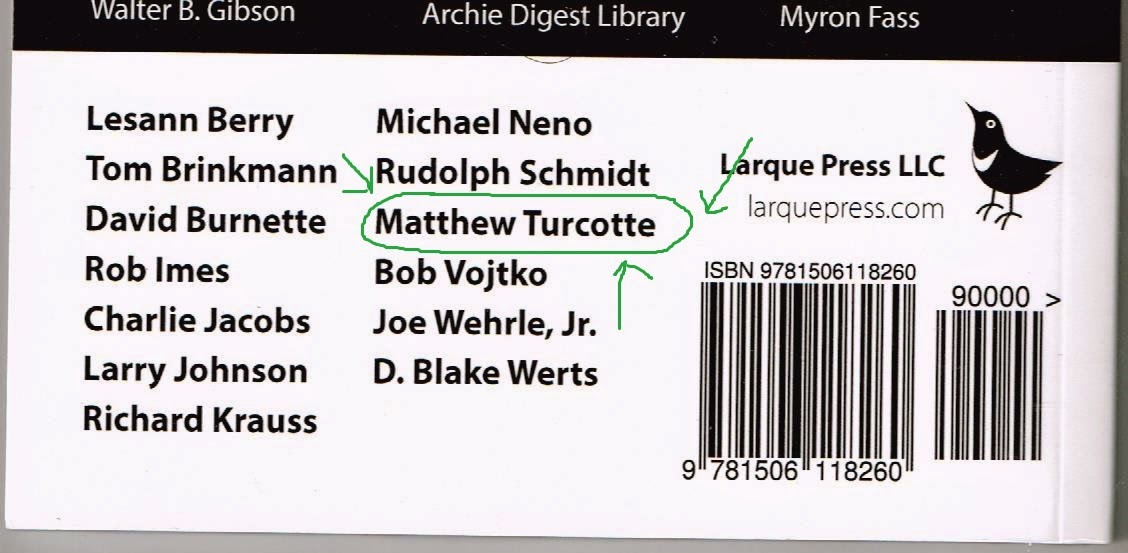 Walter B. Gibson
Archie Digest Library
Myron Fass
Lesann Berry
Tom Brinkmann
David Burnette
Rob Imes
Charlie Jacobs
Larry Johnson
Richard Krauss
Michael Neno
Rudolph Schmidt
Matthew Turcotte
Bob Vojtko
Joe Wehrle, Jr.
D. Blake Werts
Larque Press LLC
larquepress.com
ISBN 9781506118260
90000 >
9 781506 118260